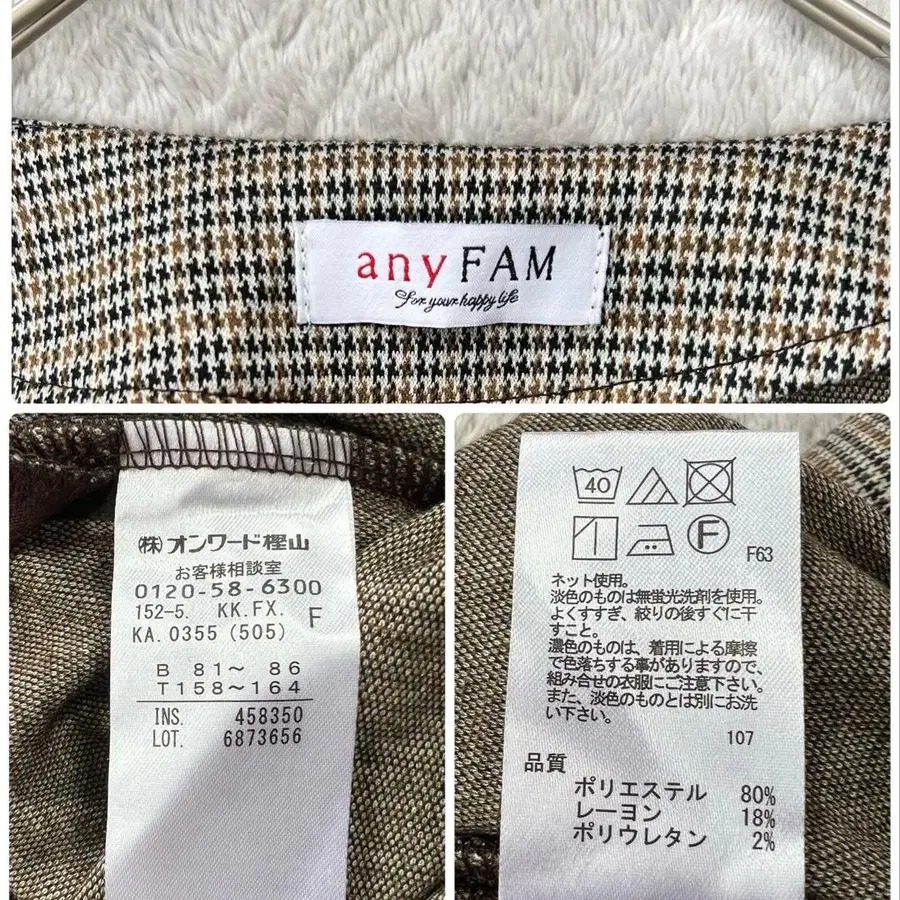 any FAM
for your happy life
㈱オンワード樫山
お客様相談室
0120-58-6300
152-5. KK.FX. F
KA.0355 (505)
B 81〜 86
T158〜164
INS. 458350
LOT. 6873656
40
F
F63
ネット使用。
淡色のものは無蛍光洗剤を使用。
よくすすぎ、絞りの後すぐに干
すこと。
濃色のものは、着用による摩擦
で色落ちする事がありますので、
組み合せの衣服にご注意下さい。
また、淡色のものとは別にお洗
い下さい。
107
品質
ポリエステル 80%
レーヨン 18%
ポリウレタン 2%